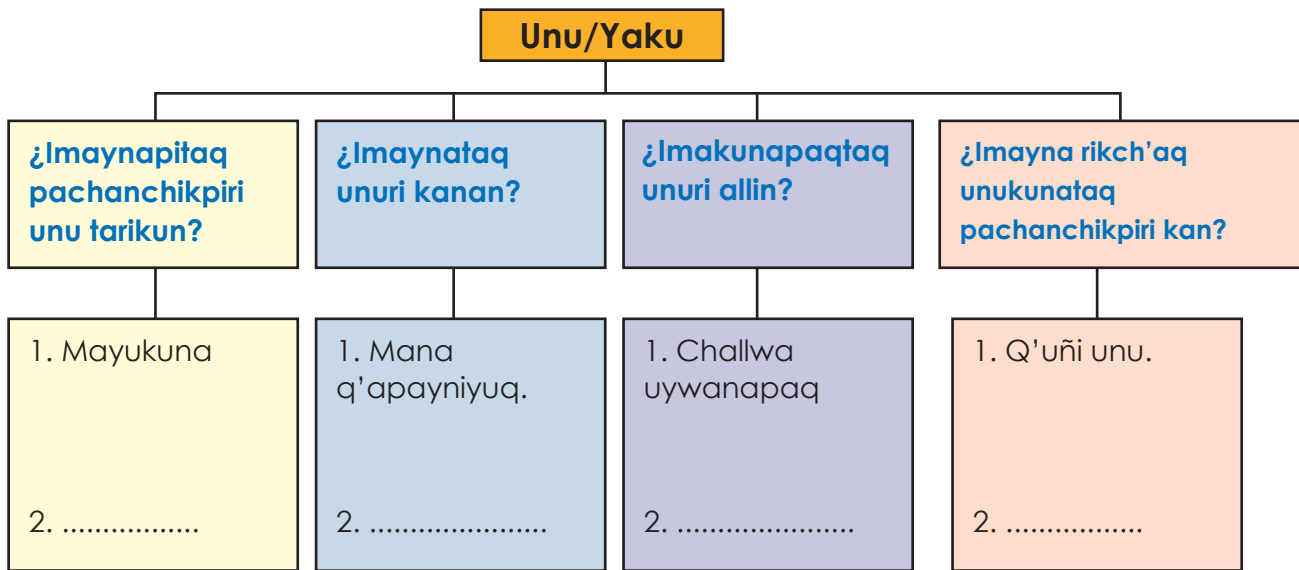 Unu/Yaku
¿Imaynapitaq
pachanchikpiri
unu tarikun?
¿Imaynataq
unuri kanan?
¿Imakunapaqtaq
unuri allin?
¿Imayna rikch’aq
unukunataq
pachanchikpiri kan?
1. Mayukuna
2. .................
1. Mana
q’apayniyuq.
2. ......................
1. Challwa
uywanapaq
2. ......................
1. Q’uñi unu.
2. .................